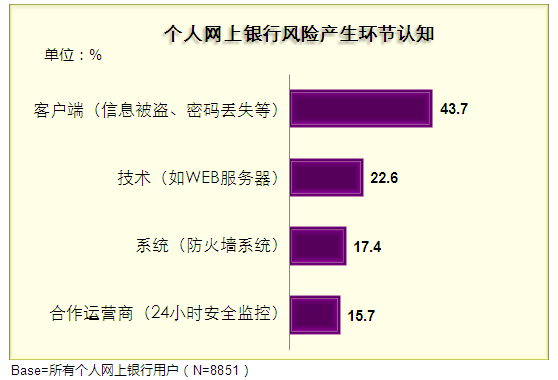 个人网上银行风险产生环节认知
单位：%
客户端（信息被盗、密码丢失等） 43.7
技术（如WEB服务器） 22.6
系统（防火墙系统） 17.4
合作运营商（24小时安全监控） 15.7
Base=所有个人网上银行用户（N=8851）